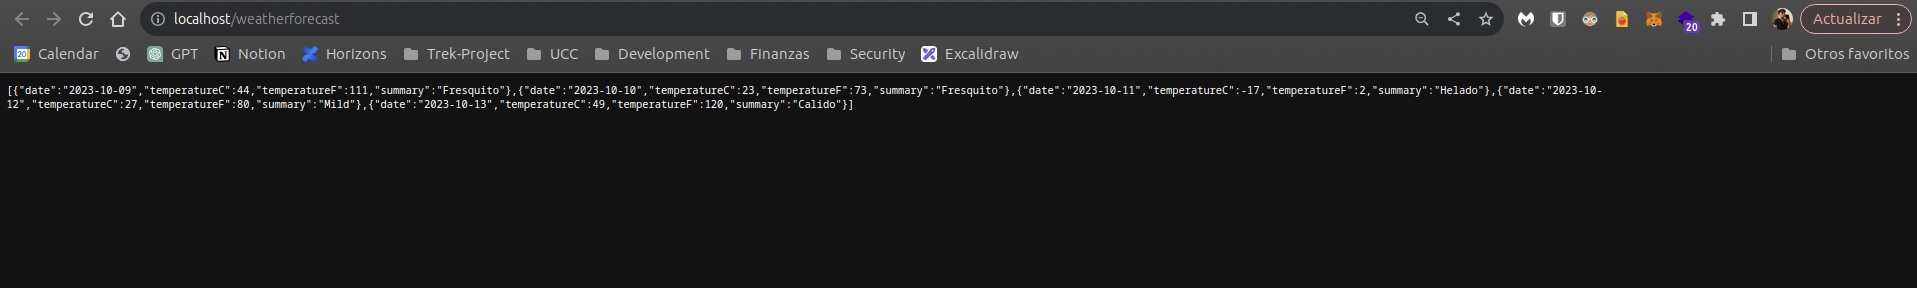 localhost/weatherforecast
20
Actualizar
20 Calendar GPT Notion Horizons Trek-Project UCC Development Finanzas Security Excalidraw Otros favoritos
[{"date":"2023-10-09","temperatureC":44,"temperatureF":111,"summary":"Fresquito"},{"date":"2023-10-10","temperatureC":23,"temperatureF":73,"summary":"Fresquito"},{"date":"2023-10-11","temperatureC":-17,"temperatureF":2,"summary":"Helado"},{"date":"2023-10-
12","temperatureC":27,"temperatureF":80,"summary":"Mild"},{"date":"2023-10-13","temperatureC":49,"temperatureF":120,"summary":"Calido"}]